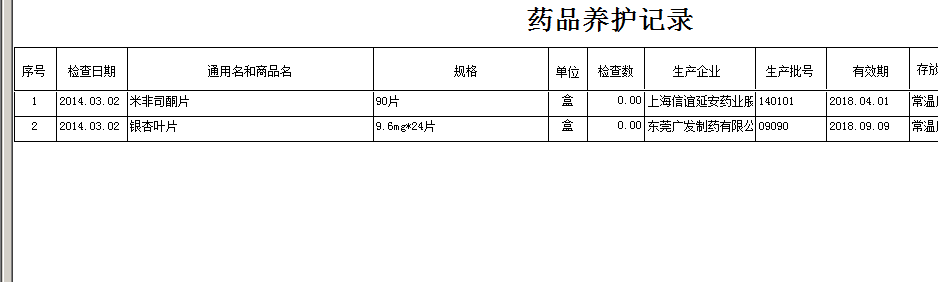 药品养护记录
序号 检查日期 通用名和商品名 规格 单位 检查数 生产企业 生产批号 有效期 存放
1 2014.03.02 米非司酮片 90片 盒 0.00 上海信谊延安药业股 140101 2018.04.01 常温
2 2014.03.02 银杏叶片 9.6mg*24片 盒 0.00 东莞广发制药有限公 09090 2018.09.09 常温